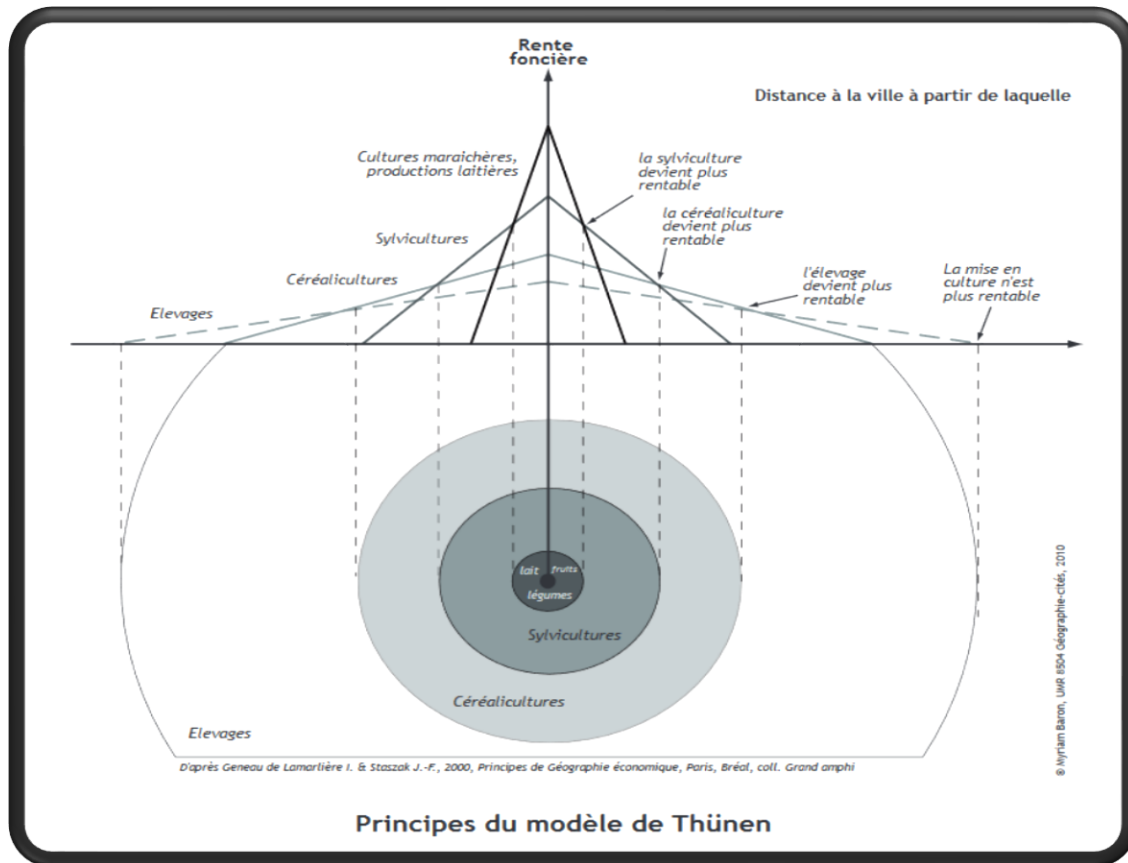 Rente
foncière
Distance à la ville à partir de laquelle
Cultures maraichères,
productions laitières
la sylviculture
devient plus
rentable
Sylvicultures
la céréaliculture
devient plus
rentable
Céréalicultures
l'élevage
devient plus
rentable
La mise en
culture n'est
plus rentable
Elevages
lait fruits
légumes
Sylvicultures
Céréalicultures
Elevages
© Myriam Baron, UMR 8504 Géographie-cités, 2010
D'après Geneau de Lamarlière I. & Staszak J.-F., 2000, Principes de Géographie économique, Paris, Bréal, coll. Grand amphi
Principes du modèle de Thünen